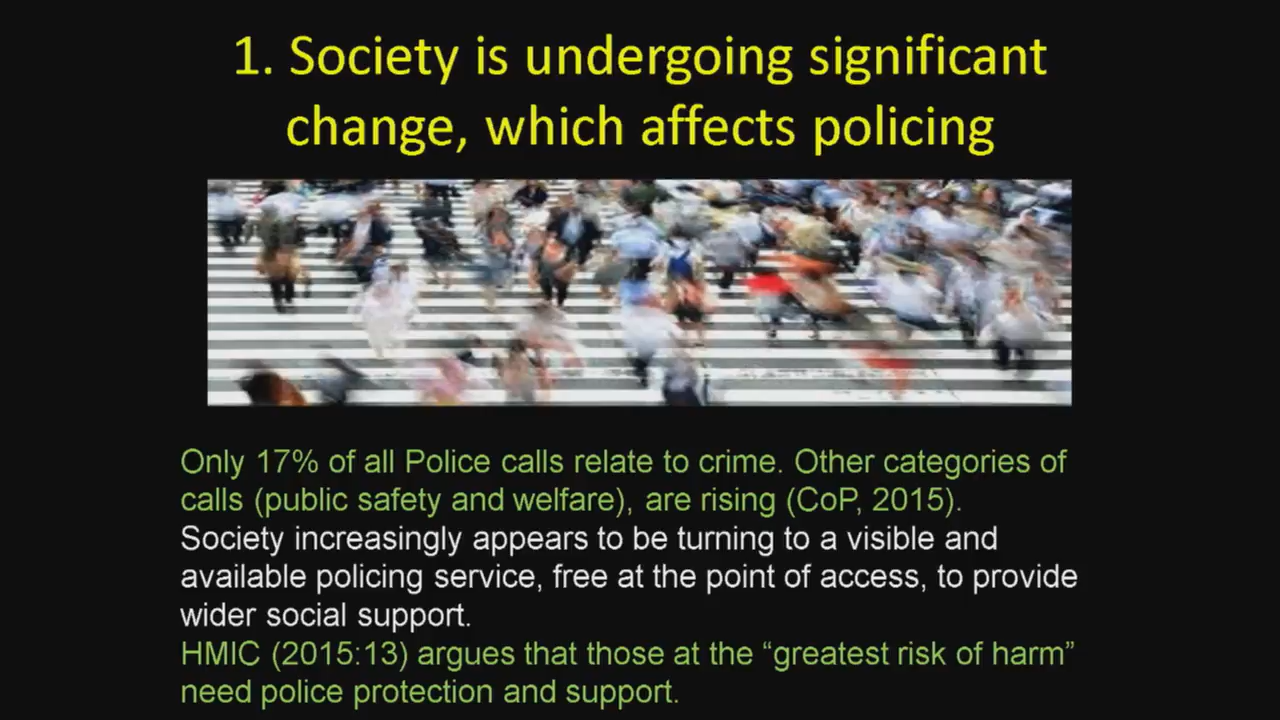 1. Society is undergoing significant
change, which affects policing
Only 17% of all Police calls relate to crime. Other categories of
calls (public safety and welfare), are rising (CoP, 2015).
Society increasingly appears to be turning to a visible and
available policing service, free at the point of access, to provide
wider social support.
HMIC (2015:13) argues that those at the “greatest risk of harm”
need police protection and support.